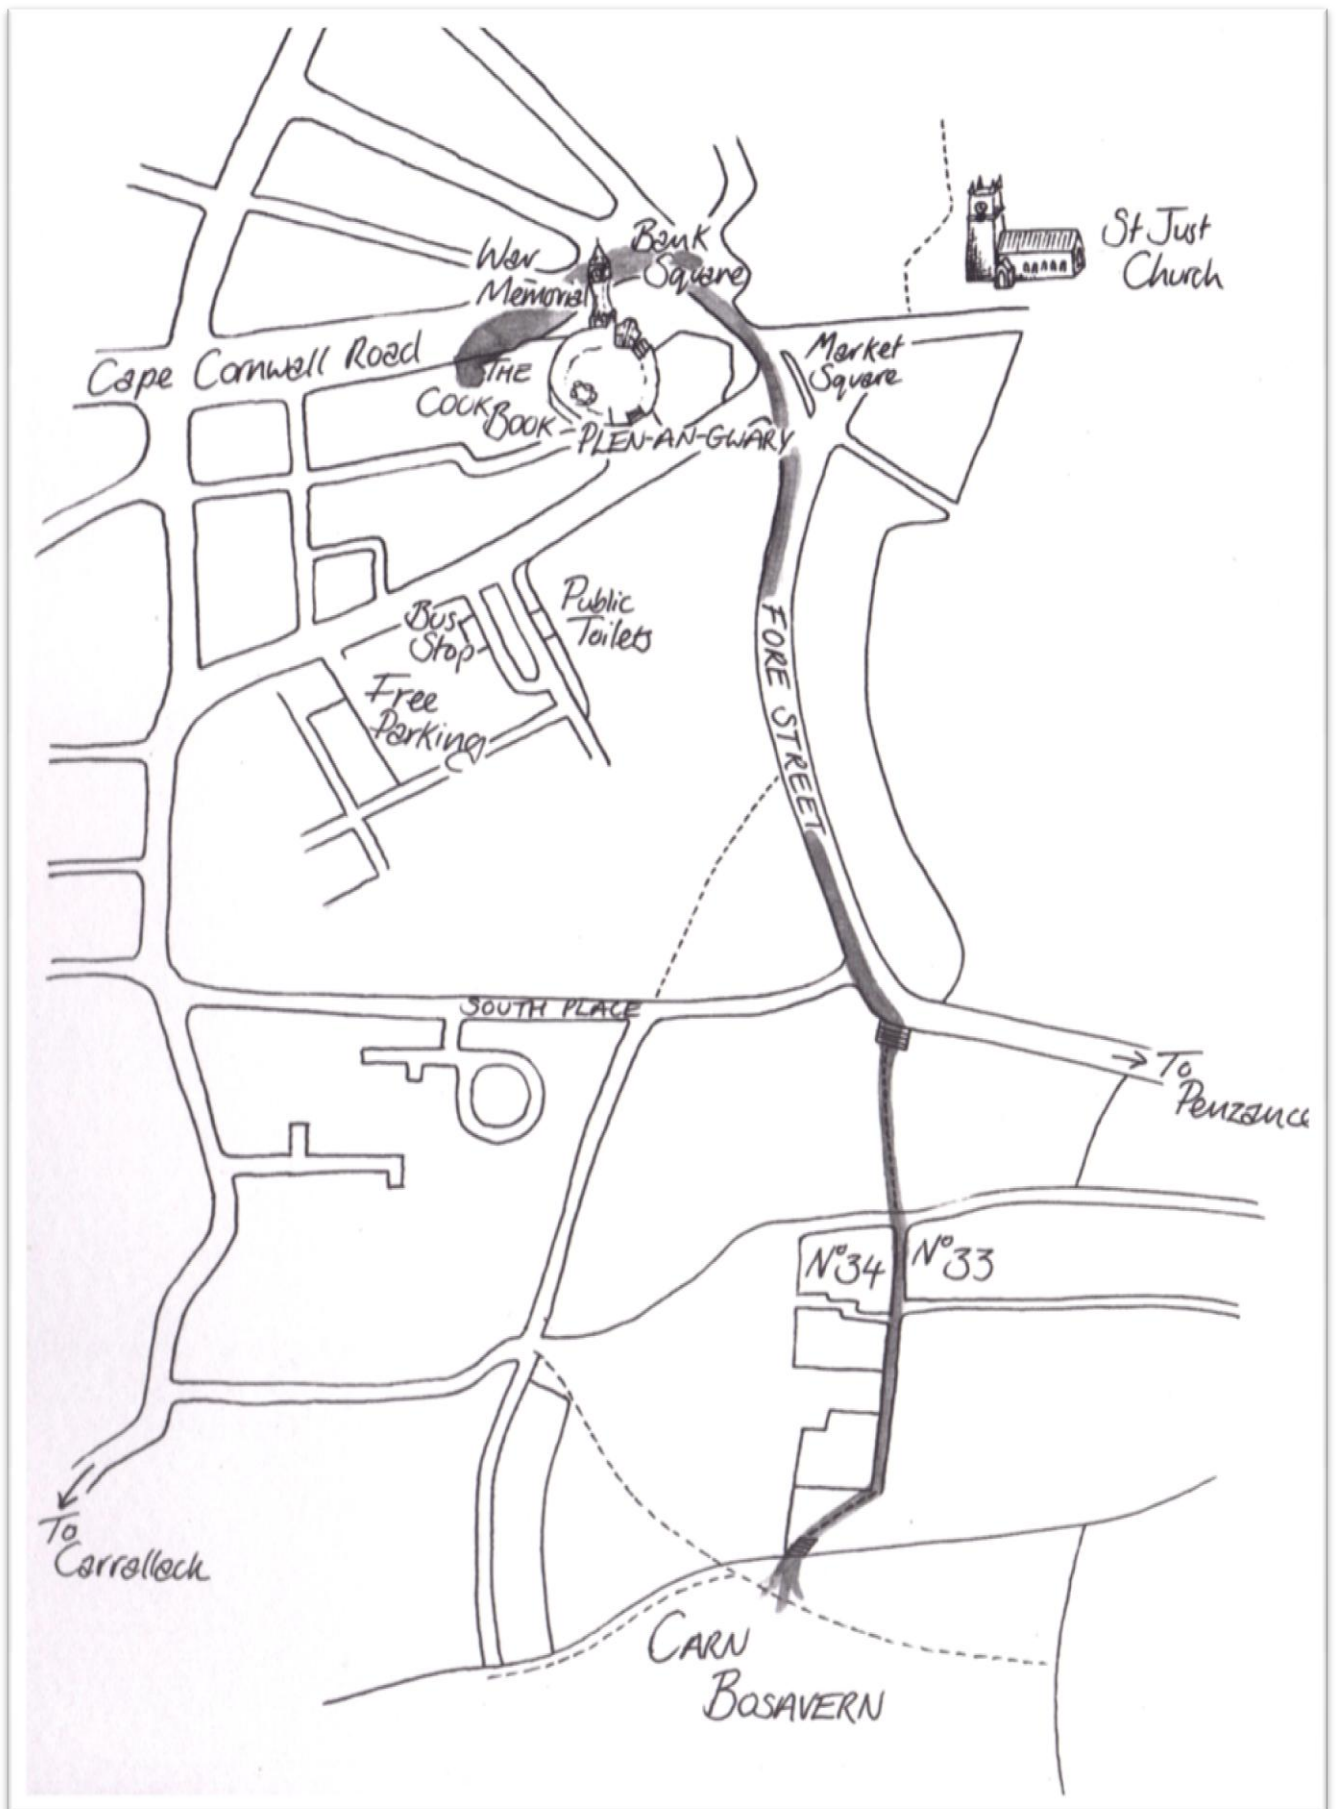 Bank
Square
War
Memorial
St Just
Church
Cape Cornwall Road
Market
Square
THE
COOK
BOOK
PLEN-AN-GWARY
Public
Toilets
Bus
Stop
Free
Parking
FORE STREET
SOUTH PLACE
To
Penzance
Nº34
Nº33
To
Carrallack
CARN
BOSAVERN